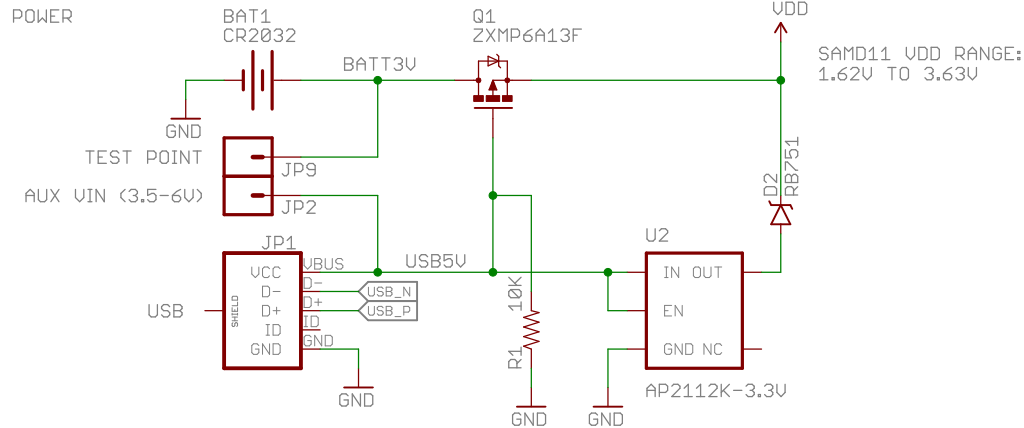 POWER
BAT1
CR2032
Q1
ZXMP6A13F
VDD
SAMD11 VDD RANGE:
1.62V TO 3.63V
BATT3V
GND
TEST POINT
JP9
AUX VIN (3.5-6V)
JP2
D2
RB751
JP1
USB5V
U2
VCC
VBUS
D-
D-
USB_N
D+
D+
USB_P
ID
ID
GND
GND
USB
SHIELD
10K
R1
IN OUT
EN
GND NC
AP2112K-3.3V
GND
GND
GND